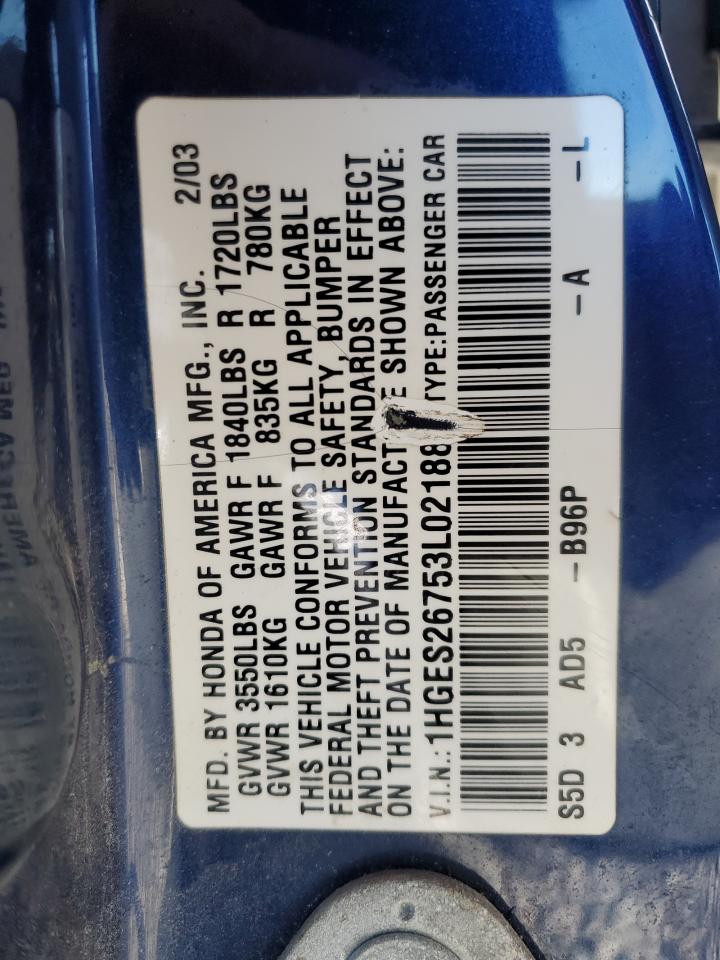 MFD. BY HONDA OF AMERICA MFG., INC. 2/03
GVWR 3550LBS GAWR F 1840LBS R 1720LBS
GVWR 1610KG GAWR F 835KG R 780KG
THIS VEHICLE CONFORMS TO ALL APPLICABLE
FEDERAL MOTOR VEHICLE SAFETY, BUMPER
AND THEFT PREVENTION STANDARDS IN EFFECT
ON THE DATE OF SHOWN ABOVE:
V.I.N.: TYPE:PASSENGER CAR
S5D 3 AD5 -B96P -A -L